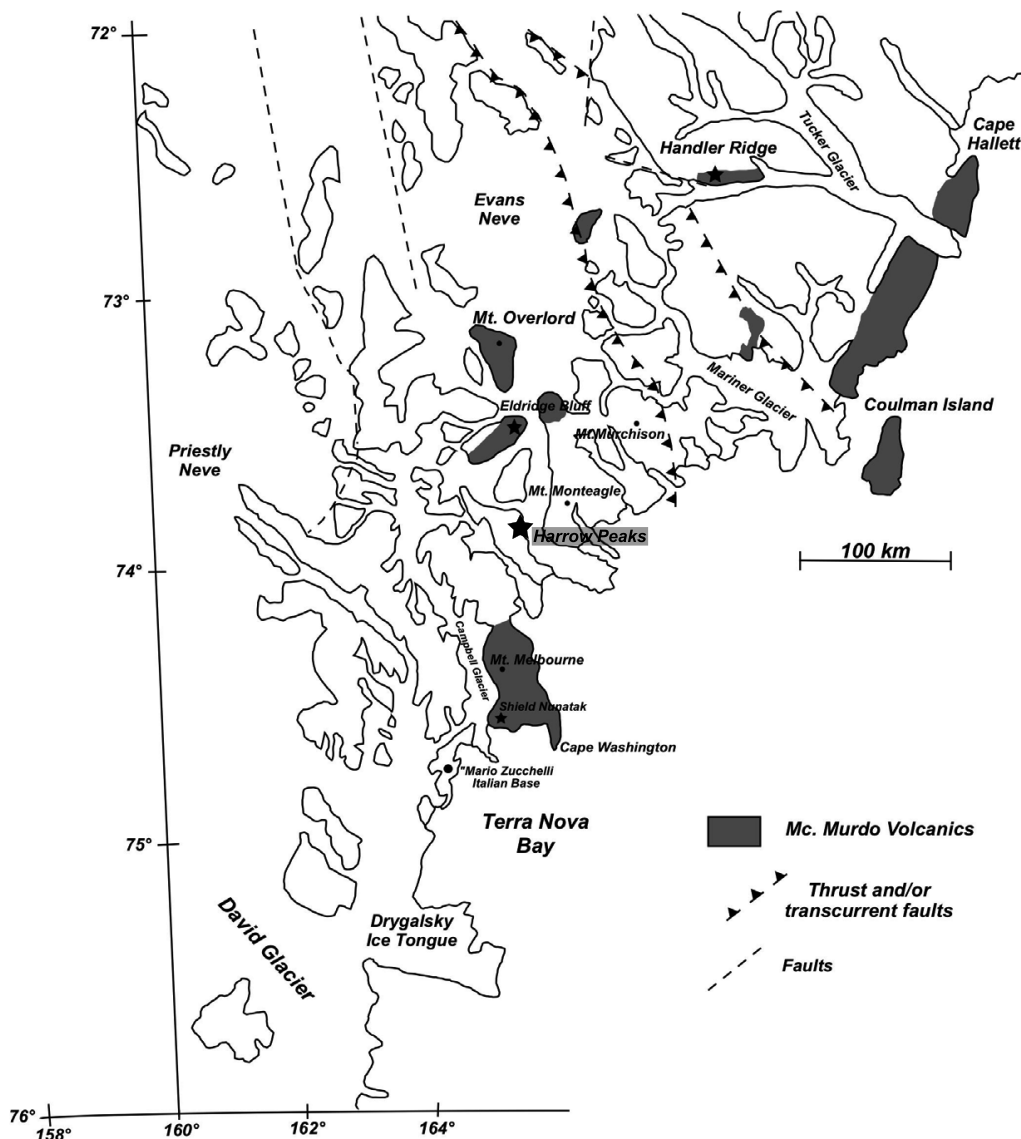 72°
Cape
Hallett
Tucker Glacier
Handler Ridge
Evans
Neve
73°
Mt. Overlord
Mariner Glacier
Eldridge Bluff
Coulman Island
Mt.Murchison
Priestly
Neve
Mt. Monteagle
Harrow Peaks
100 km
74°
Campbell Glacier
Mt. Melbourne
Shield Nunatak
Cape Washington
"Mario Zucchelli
Italian Base
Terra Nova
Bay
Mc. Murdo Volcanics
75°
Thrust and/or
transcurrent faults
David Glacier
Drygalsky
Ice Tongue
Faults
76°
158°
160°
162°
164°